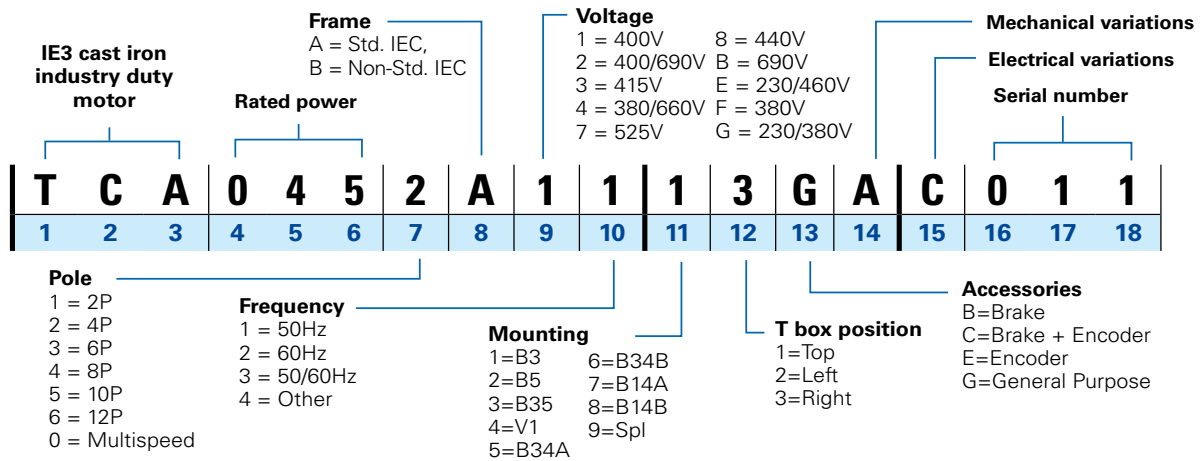 Frame
A = Std. IEC,
B = Non-Std. IEC
Voltage
1 = 400V 8 = 440V
2 = 400/690V B = 690V
3 = 415V E = 230/460V
4 = 380/660V F = 380V
7 = 525V G = 230/380V
Mechanical variations
Electrical variations
Serial number
IE3 cast iron
industry duty
motor
Rated power
T C A 0 4 5 2 A 1 1 1 3 G A C 0 1 1
1 2 3 4 5 6 7 8 9 10 11 12 13 14 15 16 17 18
Pole
1 = 2P
2 = 4P
3 = 6P
4 = 8P
5 = 10P
6 = 12P
0 = Multispeed
Frequency
1 = 50Hz
2 = 60Hz
3 = 50/60Hz
4 = Other
Mounting
1=B3 6=B34B
2=B5 7=B14A
3=B35 8=B14B
4=V1 9=Spl
5=B34A
T box position
1=Top
2=Left
3=Right
Accessories
B=Brake
C=Brake + Encoder
E=Encoder
G=General Purpose